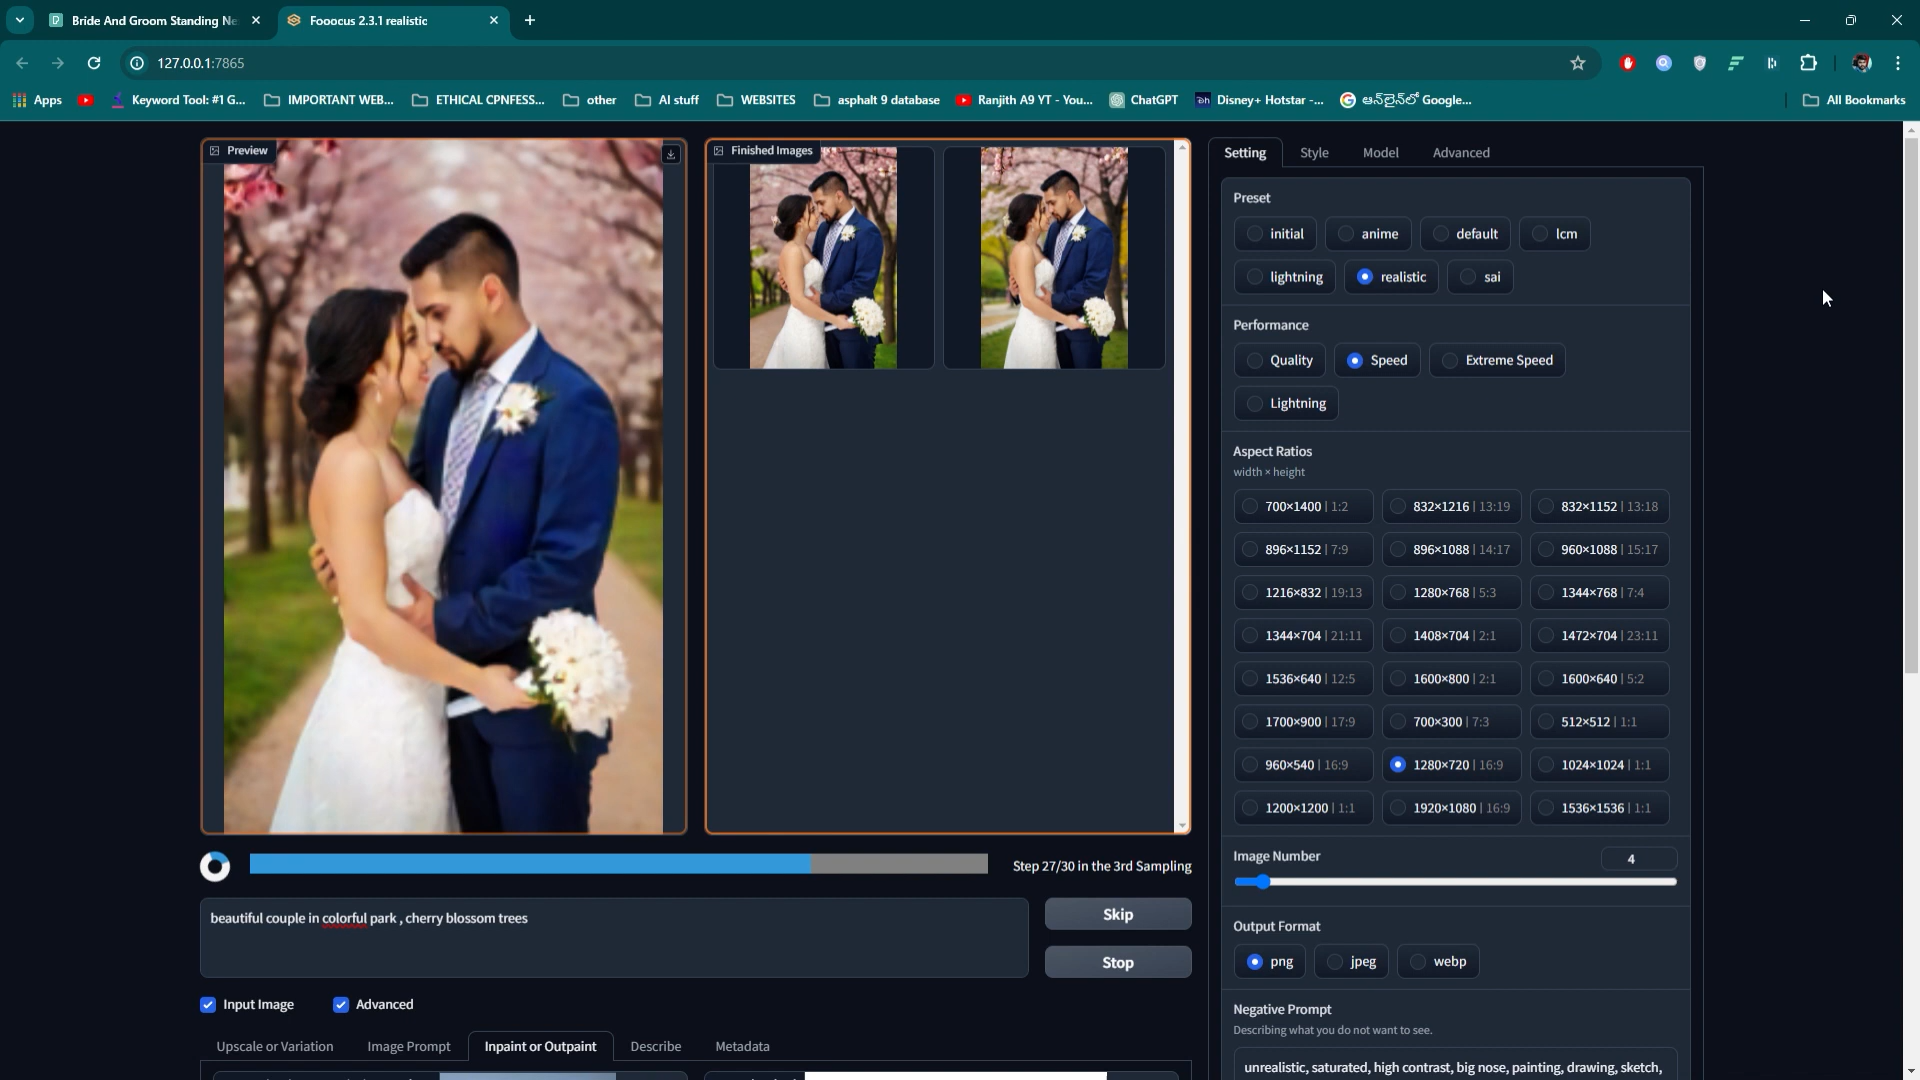 Bride And Groom Standing Ne
Fooocus 2.3.1 realistic
127.0.0.1:7865
Apps
Keyword Tool: #1 G...
IMPORTANT WEB...
ETHICAL CPNFESS...
other
AI stuff
WEBSITES
asphalt 9 database
Ranjith A9 YT - You...
ChatGPT
Disney+ Hotstar -...
ఆన్‌లైన్‌లో Google...
All Bookmarks
Preview
Finished Images
Setting
Style
Model
Advanced
Preset
initial
anime
default
lcm
lightning
realistic
sai
Performance
Quality
Speed
Extreme Speed
Lightning
Aspect Ratios
width × height
700×1400 | 1:2
832×1216 | 13:19
832×1152 | 13:18
896×1152 | 7:9
896×1088 | 14:17
960×1088 | 15:17
1216×832 | 19:13
1280×768 | 5:3
1344×768 | 7:4
1344×704 | 21:11
1408×704 | 2:1
1472×704 | 23:11
1536×640 | 12:5
1600×800 | 2:1
1600×640 | 5:2
1700×900 | 17:9
700×300 | 7:3
512×512 | 1:1
960×540 | 16:9
1280×720 | 16:9
1024×1024 | 1:1
1200×1200 | 1:1
1920×1080 | 16:9
1536×1536 | 1:1
Image Number
4
Output Format
png
jpeg
webp
Negative Prompt
Describing what you do not want to see.
unrealistic, saturated, high contrast, big nose, painting, drawing, sketch,
Step 27/30 in the 3rd Sampling
beautiful couple in colorful park , cherry blossom trees
Skip
Stop
Input Image
Advanced
Upscale or Variation
Image Prompt
Inpaint or Outpaint
Describe
Metadata